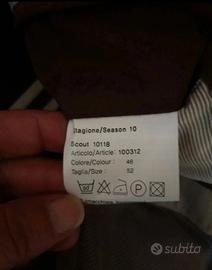 Stagione/Season 10
Scout 10118
Articolo/Article: 100312
Colore/Colour: 46
Taglia/Size: 52
P
subito